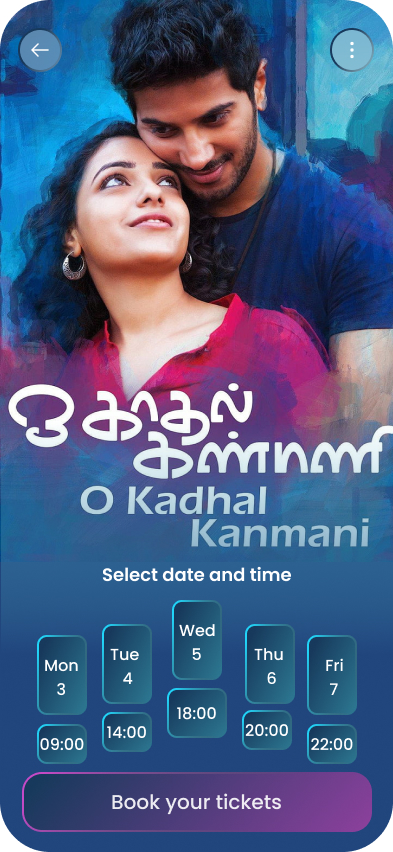 ஓ காதல்
கண்மணி
O Kadhal
Kanmani
Select date and time
Mon
3
Tue
4
Wed
5
Thu
6
Fri
7
09:00
14:00
18:00
20:00
22:00
Book your tickets